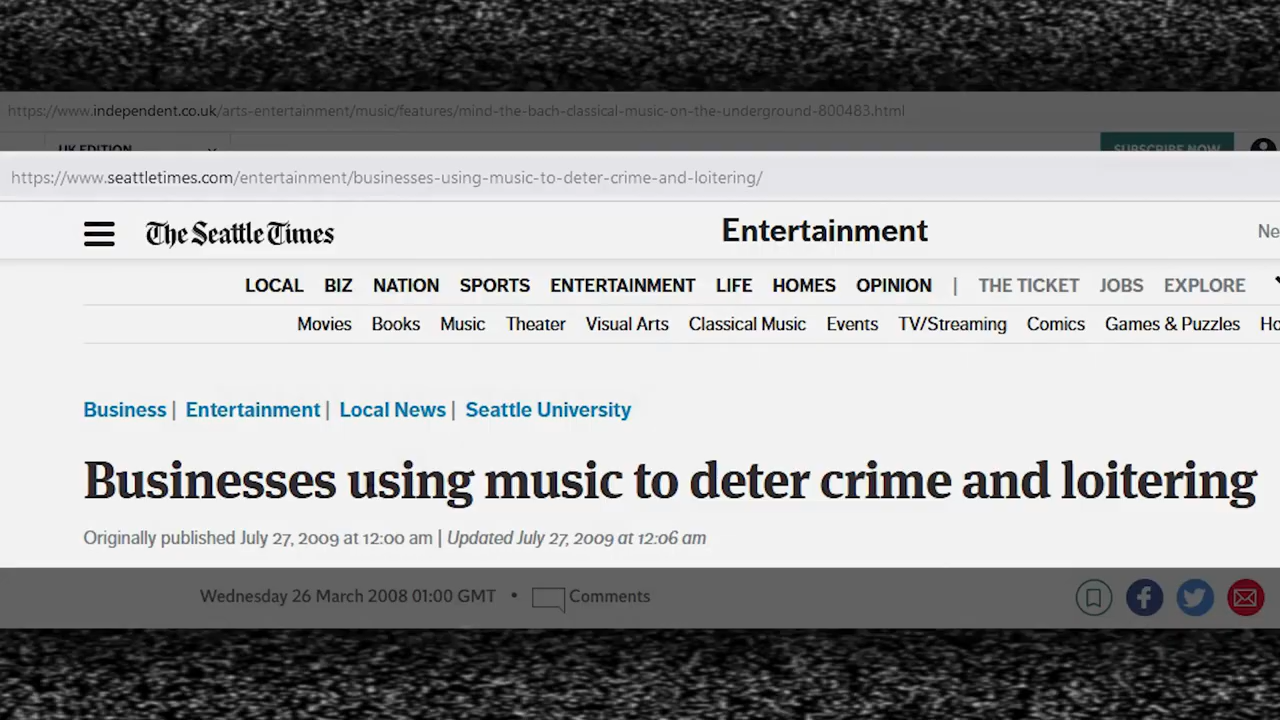 https://www.independent.co.uk/arts-entertainment/music/features/mind-the-bach-classical-music-on-the-underground-800483.html
UK EDITION SUBSCRIBE NOW
https://www.seattletimes.com/entertainment/businesses-using-music-to-deter-crime-and-loitering/
The Seattle Times Entertainment
LOCAL BIZ NATION SPORTS ENTERTAINMENT LIFE HOMES OPINION | THE TICKET JOBS EXPLORE
Movies Books Music Theater Visual Arts Classical Music Events TV/Streaming Comics Games & Puzzles
Business | Entertainment | Local News | Seattle University
Businesses using music to deter crime and loitering
Originally published July 27, 2009 at 12:00 am | Updated July 27, 2009 at 12:06 am
Wednesday 26 March 2008 01:00 GMT • Comments